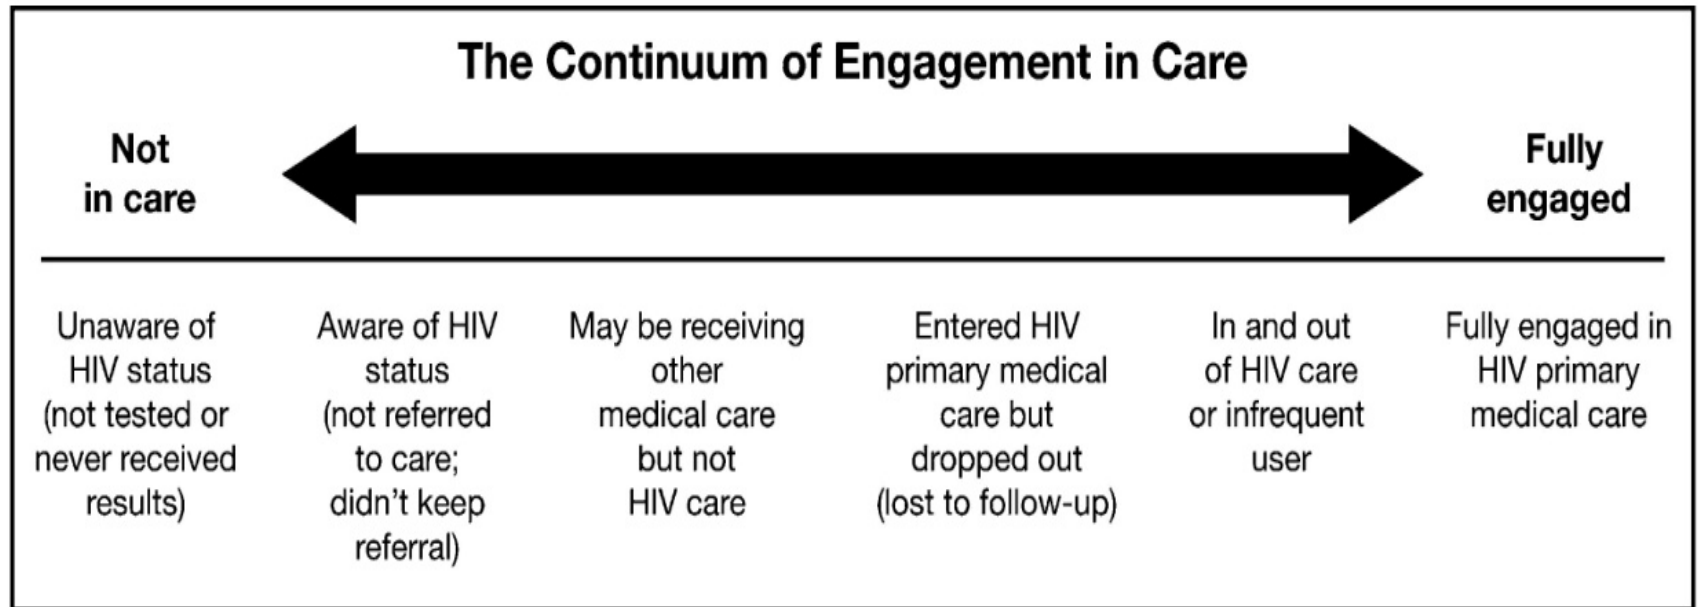 The Continuum of Engagement in Care
Not
in care
Fully
engaged
Unaware of
HIV status
(not tested or
never received
results)
Aware of HIV
status
(not referred
to care;
didn’t keep
referral)
May be receiving
other
medical care
but not
HIV care
Entered HIV
primary medical
care but
dropped out
(lost to follow-up)
In and out
of HIV care
or infrequent
user
Fully engaged in
HIV primary
medical care